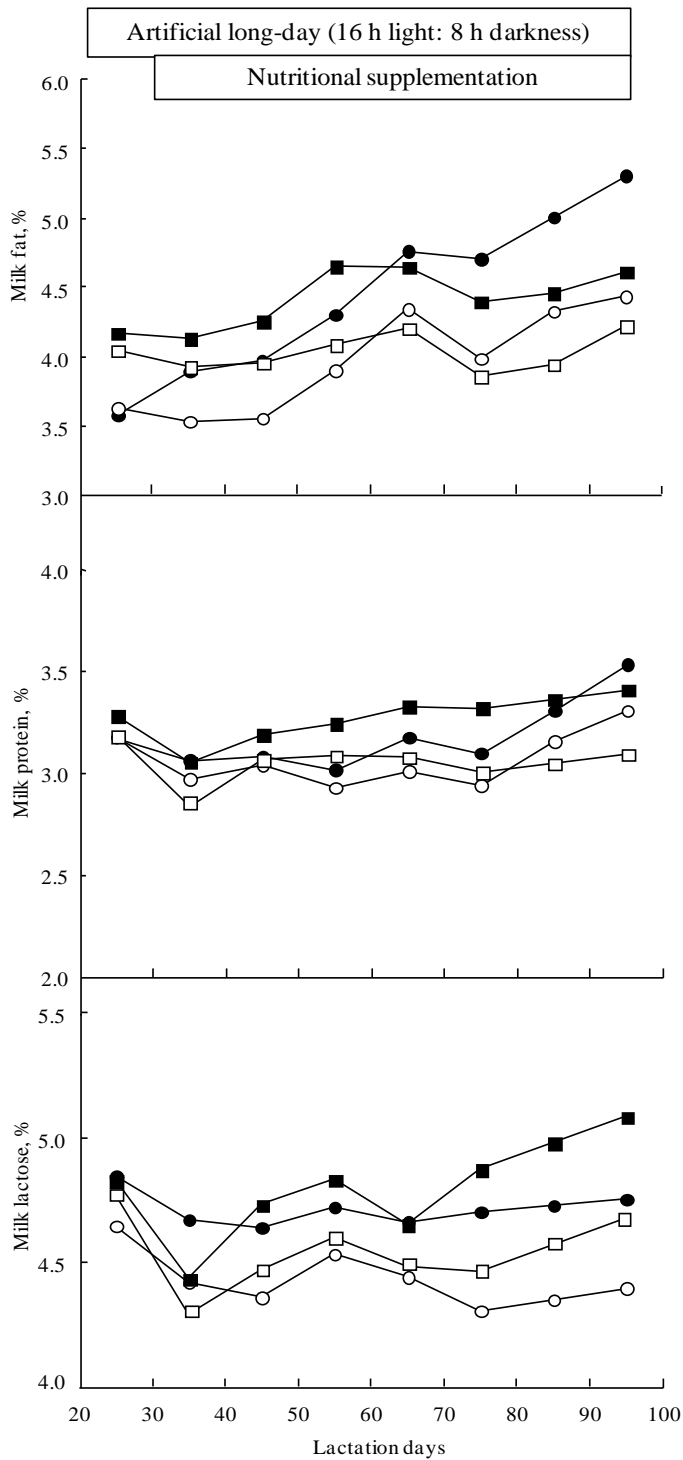 Artificial long-day (16 h light: 8 h darkness)
Nutritional supplementation
6.0
5.5
5.0
4.5
4.0
3.5
3.0
Milk fat, %
4.0
3.5
3.0
2.5
2.0
Milk protein, %
5.5
5.0
4.5
4.0
Milk lactose, %
20 30 40 50 60 70 80 90 100
Lactation days